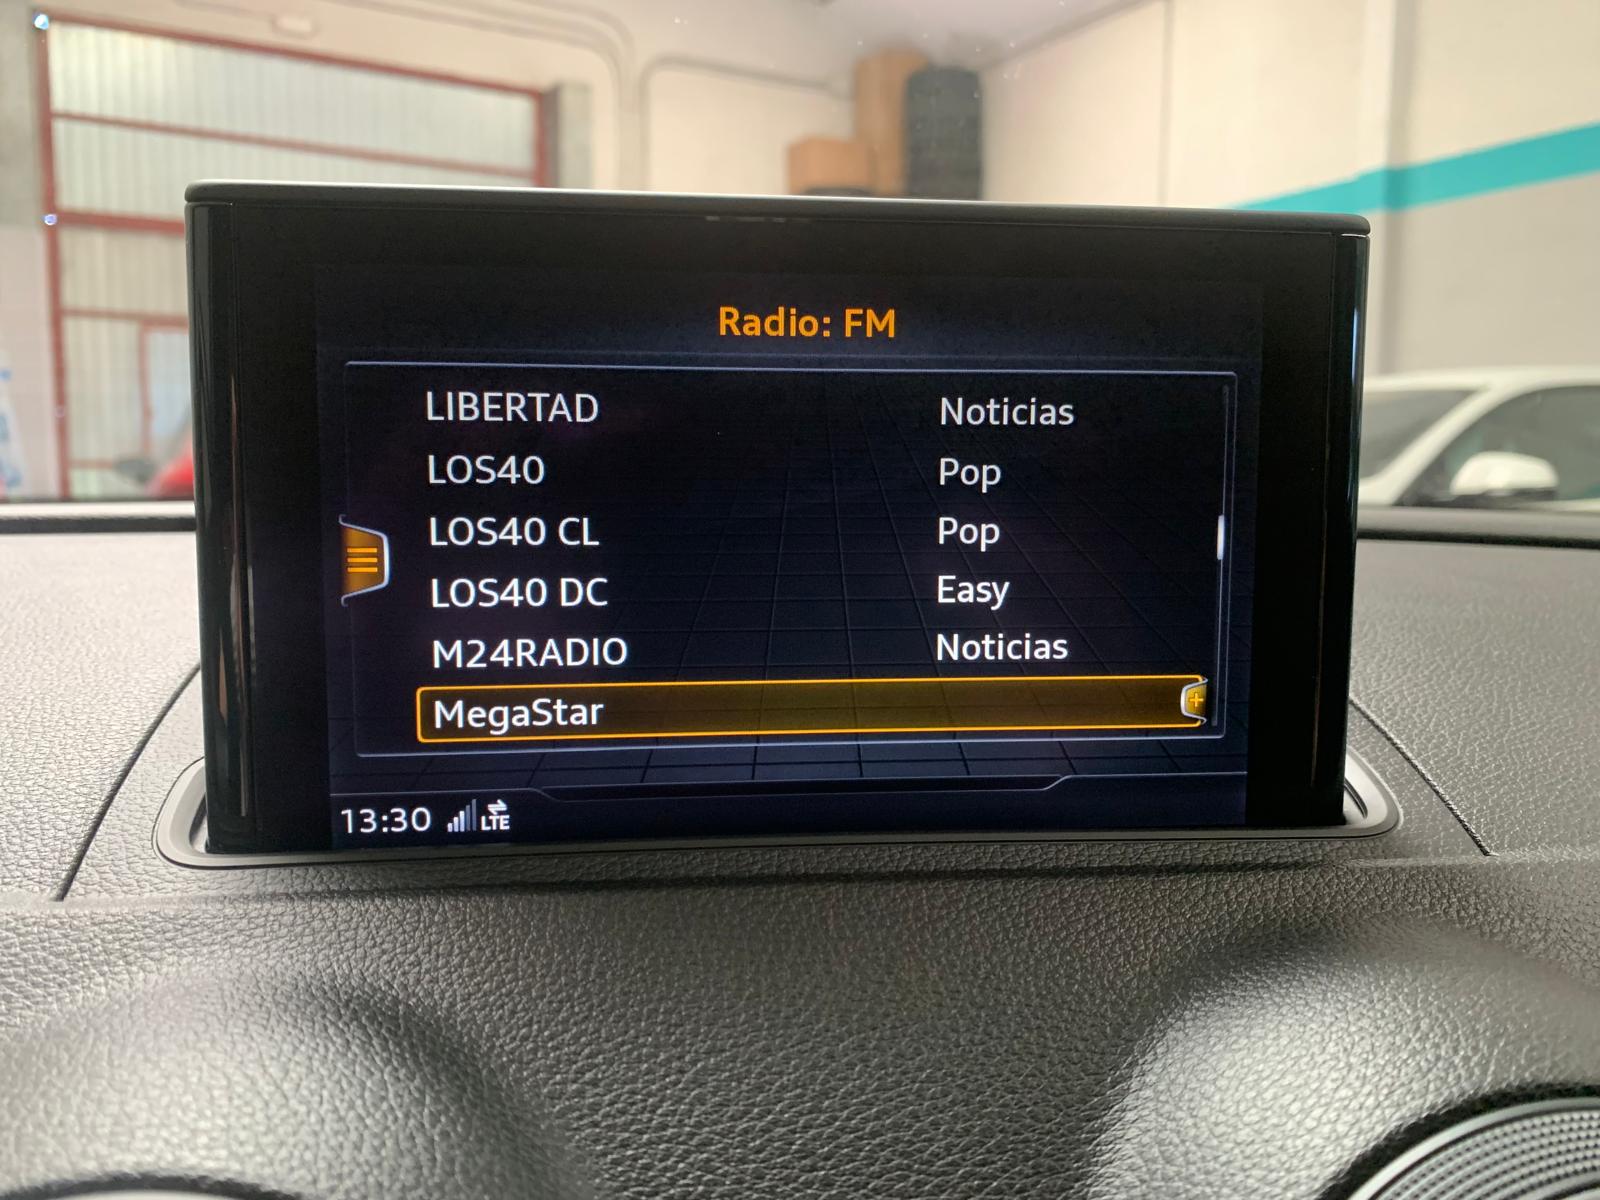 Radio: FM
LIBERTAD Noticias
LOS40 Pop
LOS40 CL Pop
LOS40 DC Easy
M24RADIO Noticias
MegaStar
13:30 LTE